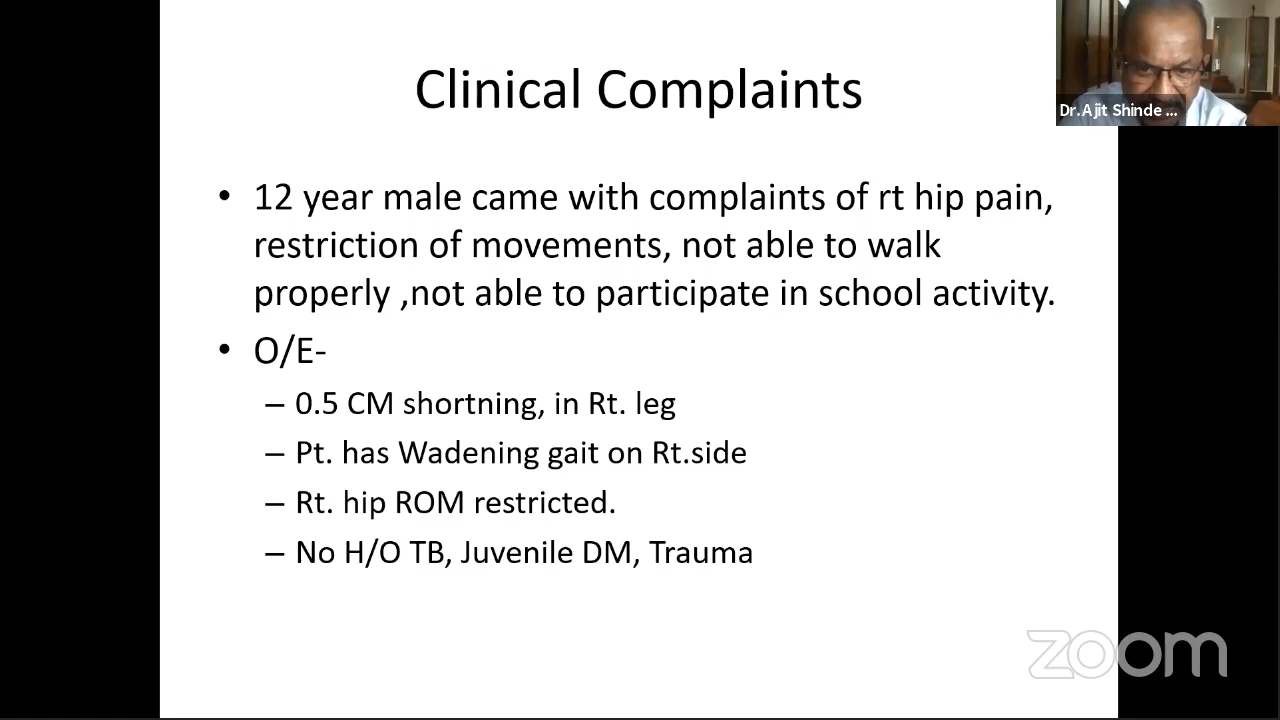 Clinical Complaints
Dr.Ajit Shinde ...
• 12 year male came with complaints of rt hip pain,
restriction of movements, not able to walk
properly ,not able to participate in school activity.
• O/E-
– 0.5 CM shortning, in Rt. leg
– Pt. has Wadening gait on Rt.side
– Rt. hip ROM restricted.
– No H/O TB, Juvenile DM, Trauma
zoom